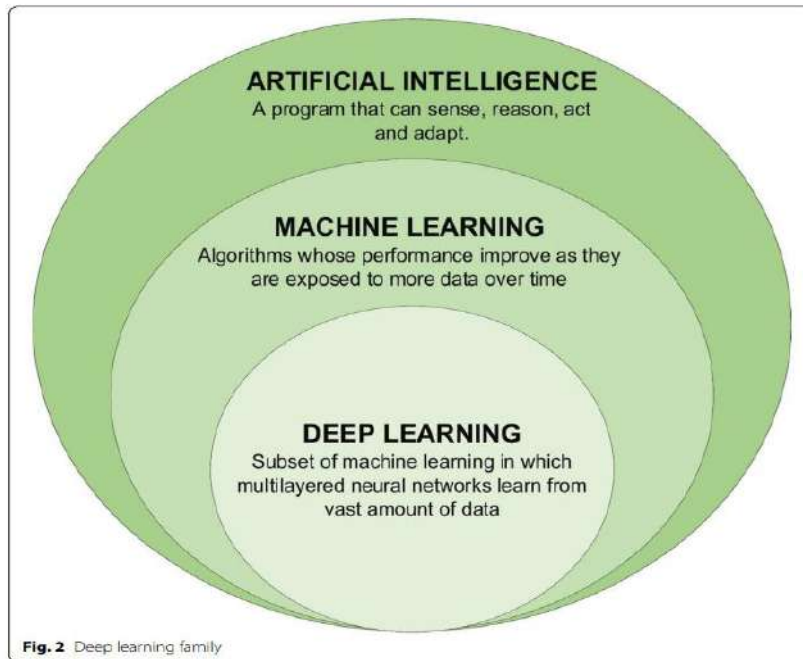 ARTIFICIAL INTELLIGENCE
A program that can sense, reason, act
and adapt.
MACHINE LEARNING
Algorithms whose performance improve as they
are exposed to more data over time
DEEP LEARNING
Subset of machine learning in which
multilayered neural networks learn from
vast amount of data
Fig. 2 Deep learning family